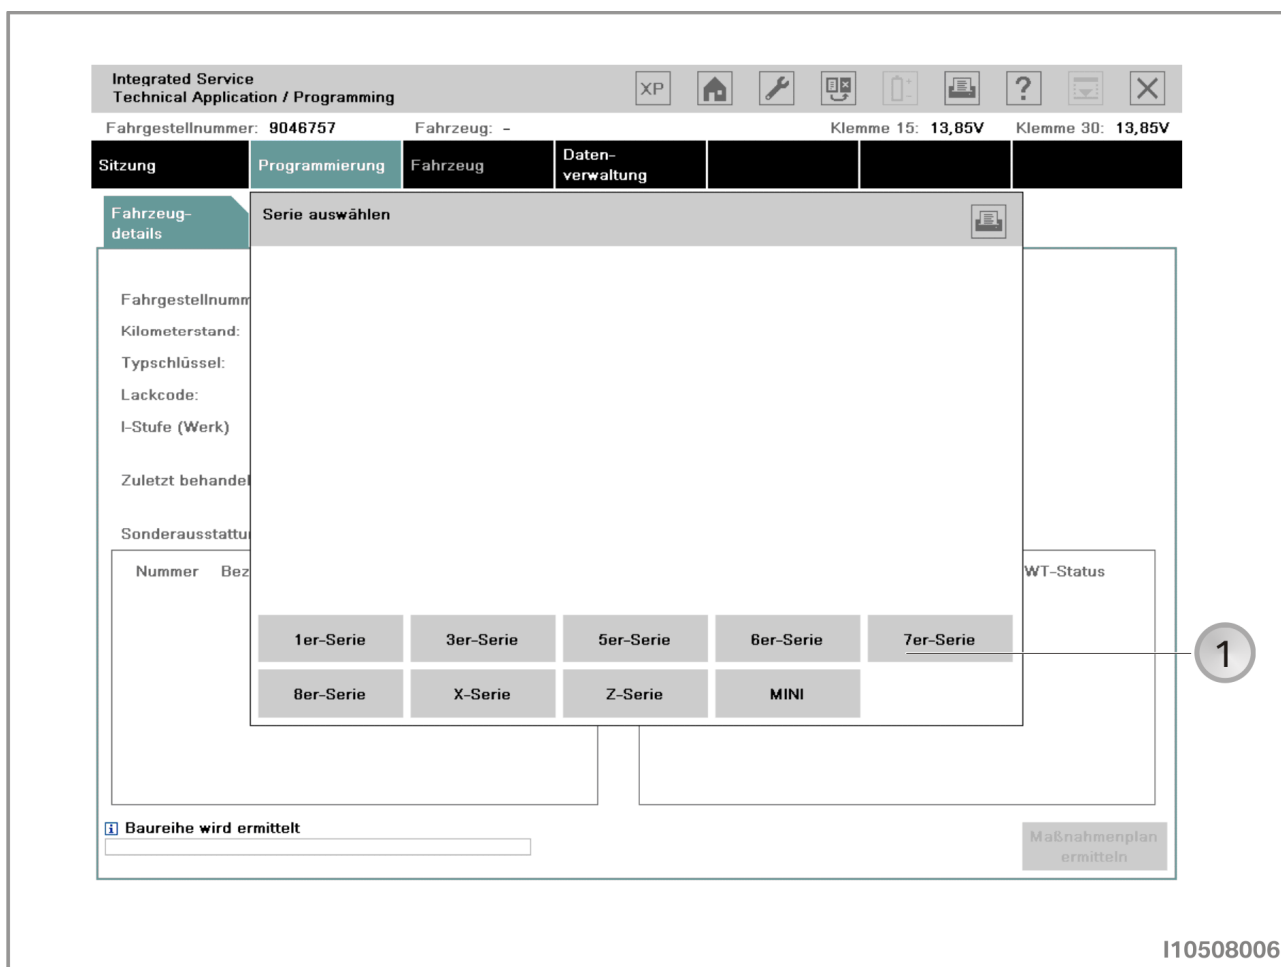 Integrated Service
Technical Application / Programming
XP
?
Fahrgestellnummer: 9046757 Fahrzeug: - Klemme 15: 13,85V Klemme 30: 13,85V
Sitzung
Programmierung
Fahrzeug
Daten-
verwaltung
Fahrzeug-
details
Serie auswählen
Fahrgestellnumm
Kilometerstand:
Typschlüssel:
Lackcode:
I-Stufe (Werk)
Zuletzt behandel
Sonderausstattu
Nummer Bez WT-Status
1er-Serie 3er-Serie 5er-Serie 6er-Serie 7er-Serie
1
8er-Serie X-Serie Z-Serie MINI
i Baureihe wird ermittelt
Maßnahmenplan
ermitteln
I10508006